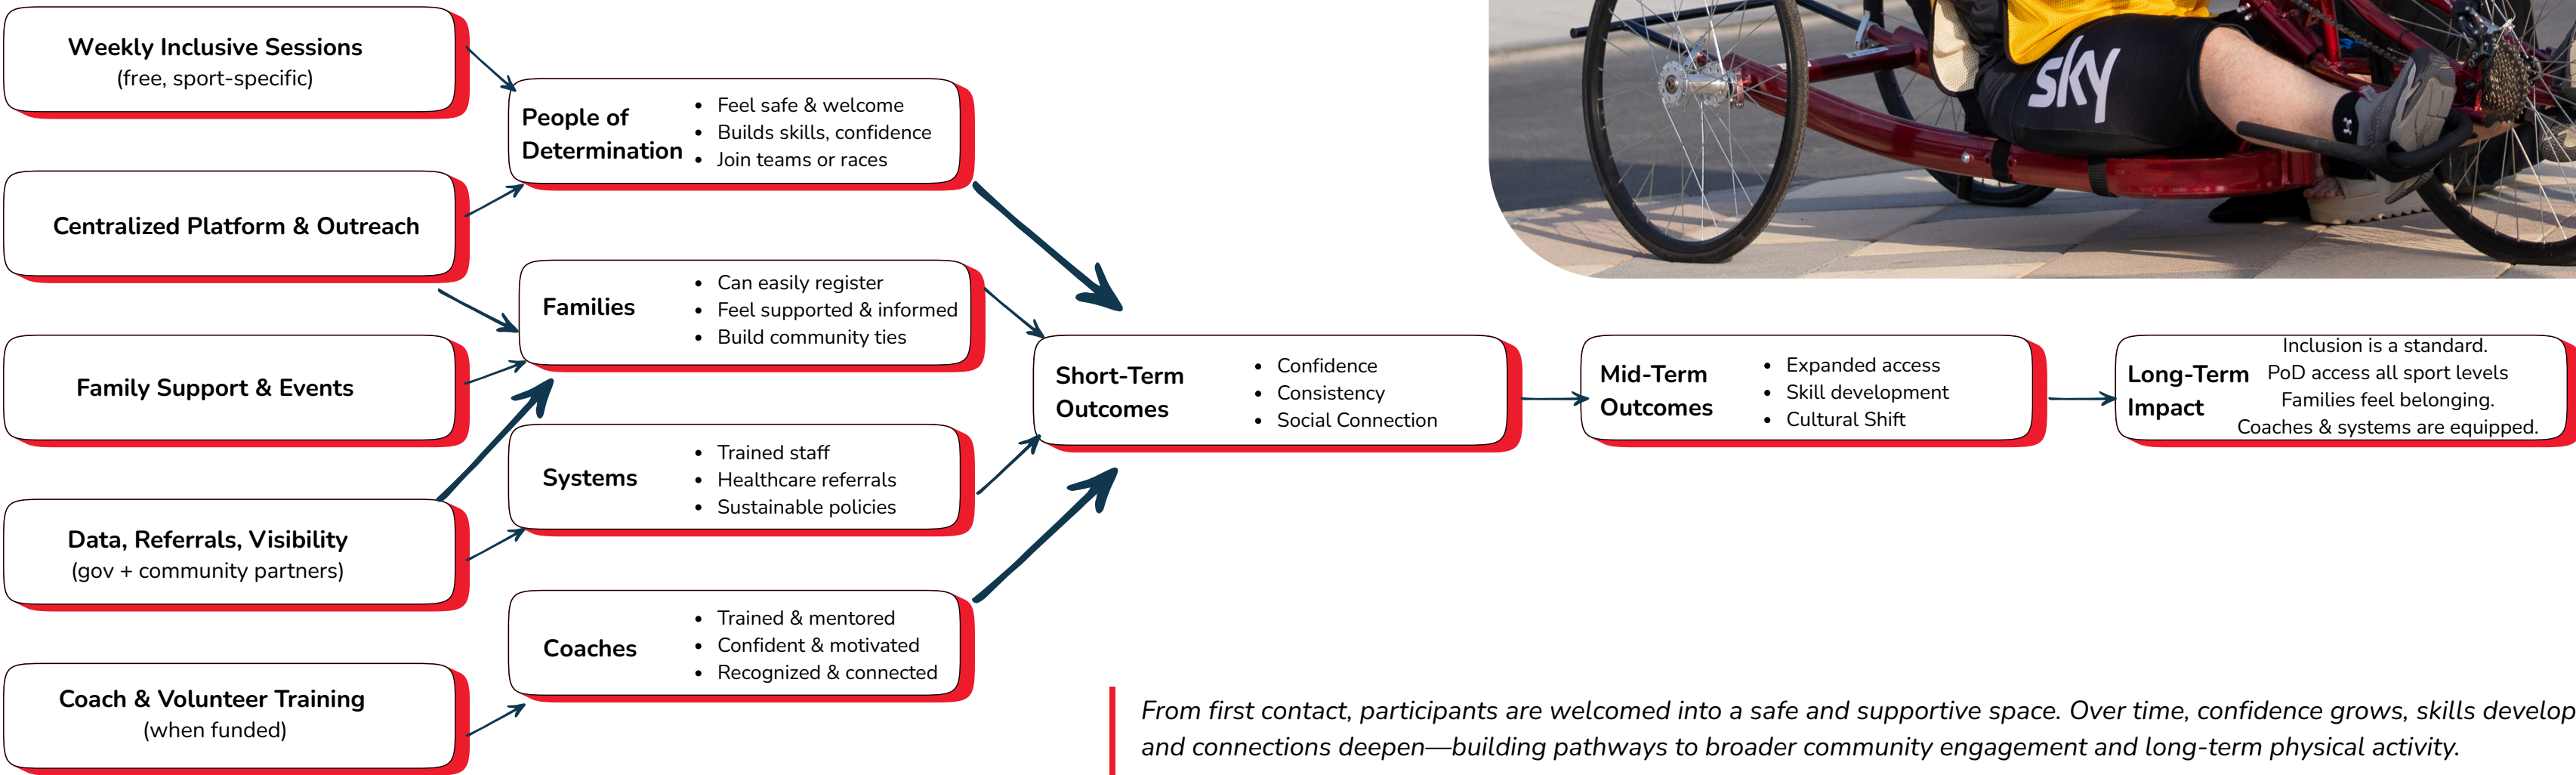 Weekly Inclusive Sessions
(free, sport-specific)
Centralized Platform & Outreach
Family Support & Events
Data, Referrals, Visibility
(gov + community partners)
Coach & Volunteer Training
(when funded)
People of
Determination
• Feel safe & welcome
• Builds skills, confidence
• Join teams or races
Families
• Can easily register
• Feel supported & informed
• Build community ties
Systems
• Trained staff
• Healthcare referrals
• Sustainable policies
Coaches
• Trained & mentored
• Confident & motivated
• Recognized & connected
Short-Term
Outcomes
• Confidence
• Consistency
• Social Connection
Mid-Term
Outcomes
• Expanded access
• Skill development
• Cultural Shift
Long-Term
Impact
Inclusion is a standard.
PoD access all sport levels
Families feel belonging.
Coaches & systems are equipped.
sky
From first contact, participants are welcomed into a safe and supportive space. Over time, confidence grows, skills develop
and connections deepen—building pathways to broader community engagement and long-term physical activity.